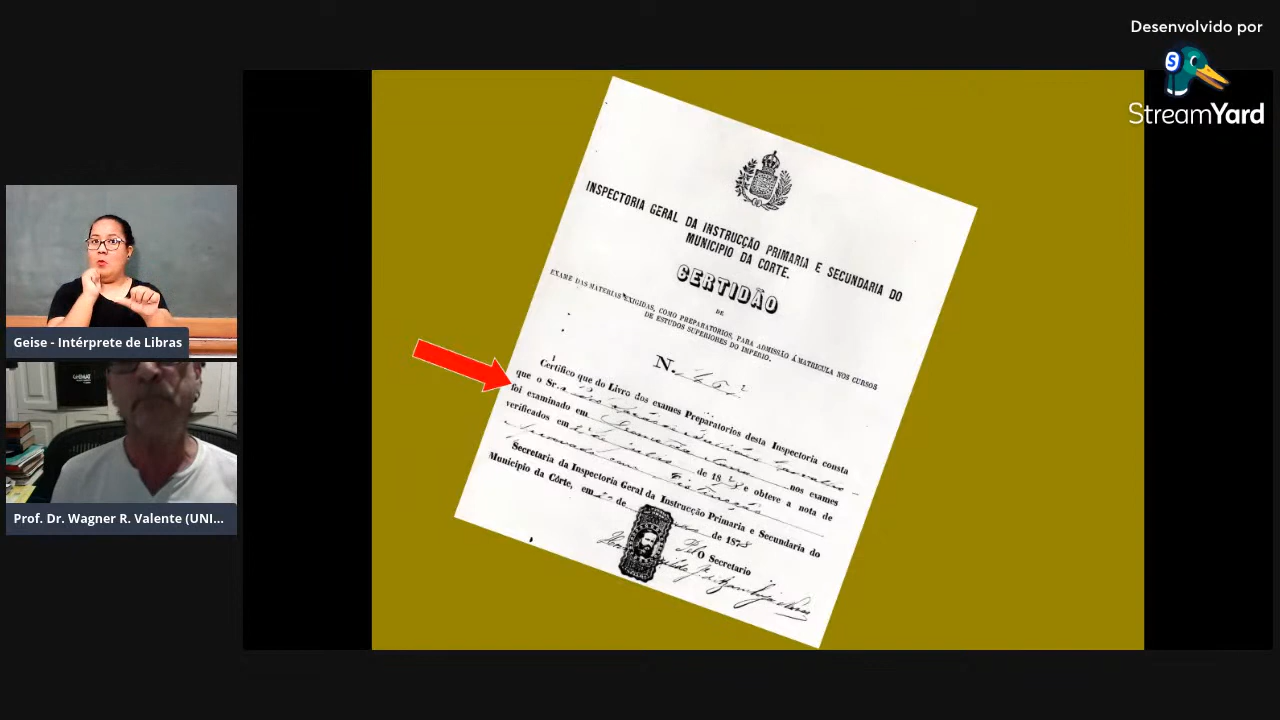 Desenvolvido por
StreamYard
Geise - Intérprete de Libras
Prof. Dr. Wagner R. Valente (UNI...
INSPECTORIA GERAL DA INSTRUCÇÃO PRIMARIA E SECUNDARIA DO
MUNICIPIO DA CORTE.
CERTIDÃO
DE
EXAME DAS MATERIAS EXIGIDAS, COMO PREPARATORIOS, PARA ADMISSÃO Á MATRICULA NOS CURSOS
DE ESTUDOS SUPERIORES DO IMPERIO.
N.
Certifico que do Livro dos exames Preparatorios desta Inspectoria consta
que o Sr.
foi examinado em nos exames
verificados em de 18 e obteve a nota de
Secretaria da Inspectoria Geral da Instrucção Primaria e Secundaria do
Municipio da Côrte, em de de 1878
O Secretario